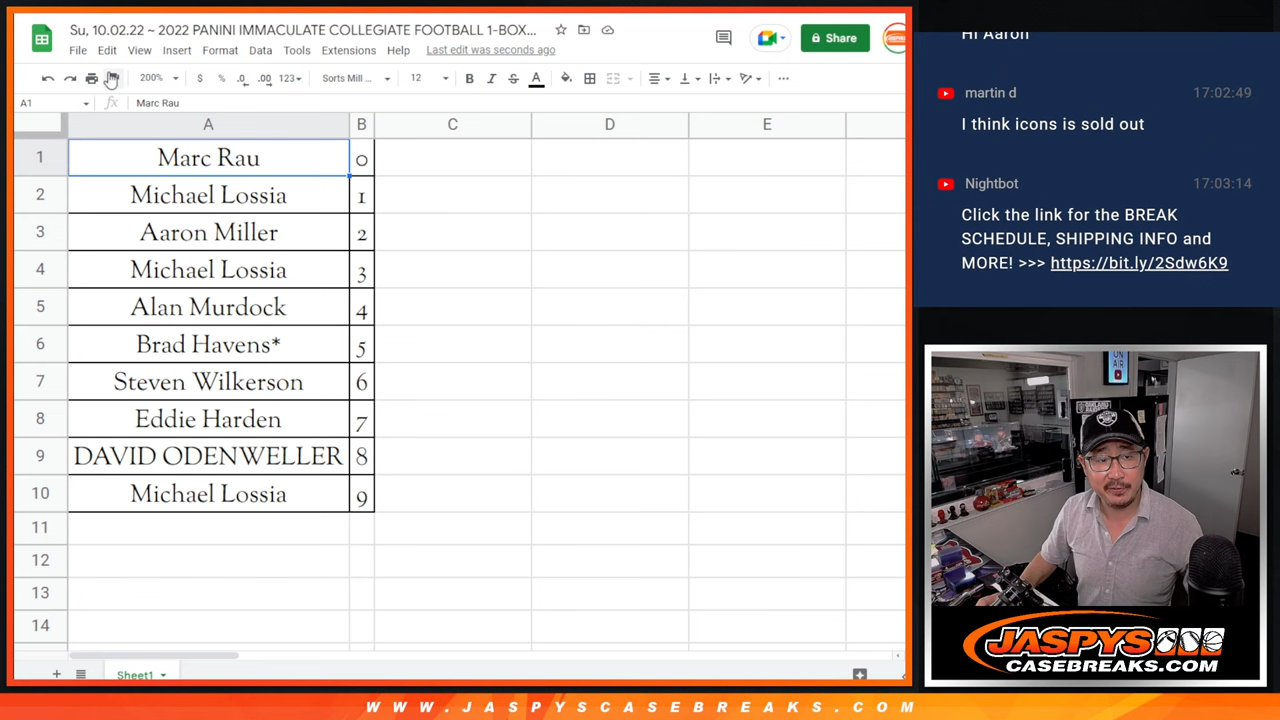 Su, 10.02.22 ~ 2022 PANINI IMMACULATE COLLEGIATE FOOTBALL 1-BOX...
File Edit View Insert Format Data Tools Extensions Help Last edit was seconds ago
Share
200% $ % .0 .00 123 Sorts Mill ... 12 B I S A
A1 fx Marc Rau
A B C D E
1 Marc Rau 0
2 Michael Lossia 1
3 Aaron Miller 2
4 Michael Lossia 3
5 Alan Murdock 4
6 Brad Havens* 5
7 Steven Wilkerson 6
8 Eddie Harden 7
9 DAVID ODENWELLER 8
10 Michael Lossia 9
11
12
13
14
Sheet1
Hi Aaron
martin d 17:02:49
I think icons is sold out
Nightbot 17:03:14
Click the link for the BREAK
SCHEDULE, SHIPPING INFO and
MORE! >>> https://bit.ly/2Sdw6K9
ON
AIR
JASPYS
CASEBREAKS.COM
WWW.JASPYSCASEBREAKS.COM